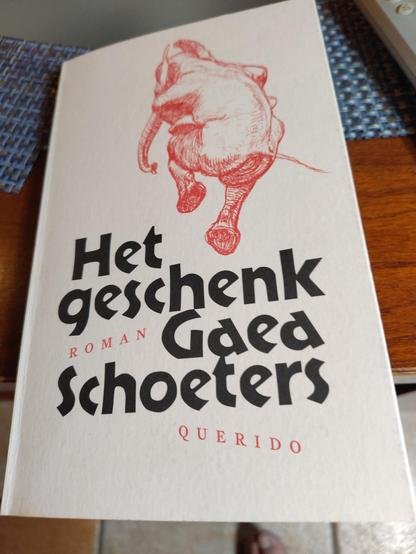 Het
geschenk
ROMAN Gaea
Schoeters
QUERIDO